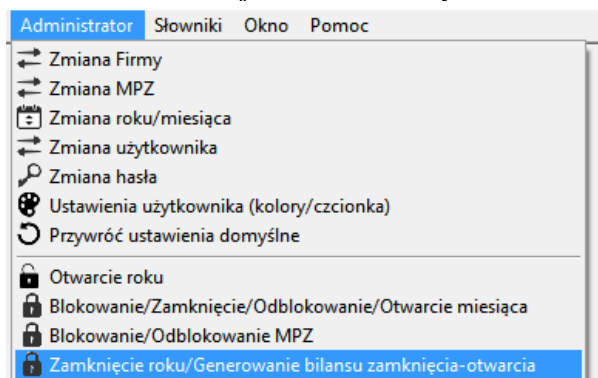 Administrator Słowniki Okno Pomoc
Zmiana Firmy
Zmiana MPZ
Zmiana roku/miesiąca
Zmiana użytkownika
Zmiana hasła
Ustawienia użytkownika (kolory/czcionka)
Przywróć ustawienia domyślne
Otwarcie roku
Blokowanie/Zamknięcie/Odblokowanie/Otwarcie miesiąca
Blokowanie/Odblokowanie MPZ
Zamknięcie roku/Generowanie bilansu zamknięcia-otwarcia